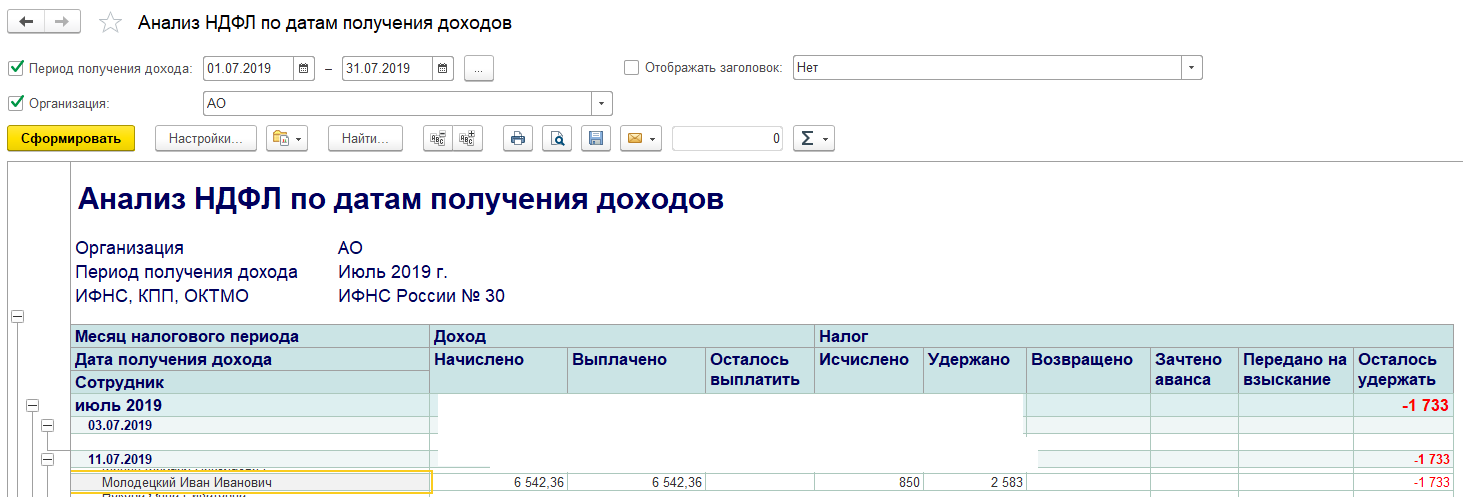 Анализ НДФЛ по датам получения доходов
Период получения дохода: 01.07.2019 – 31.07.2019 ... Отображать заголовок: Нет
Организация: АО
Сформировать Настройки... Найти... 0 Σ
Анализ НДФЛ по датам получения доходов
Организация АО
Период получения дохода Июль 2019 г.
ИФНС, КПП, ОКТМО ИФНС России № 30
Месяц налогового периода Доход Налог
Дата получения дохода Начислено Выплачено Осталось выплатить Исчислено Удержано Возвращено Зачтено аванса Передано на взыскание Осталось удержать
Сотрудник
июль 2019 -1 733
03.07.2019
11.07.2019 -1 733
Молодецкий Иван Иванович 6 542,36 6 542,36 850 2 583 -1 733